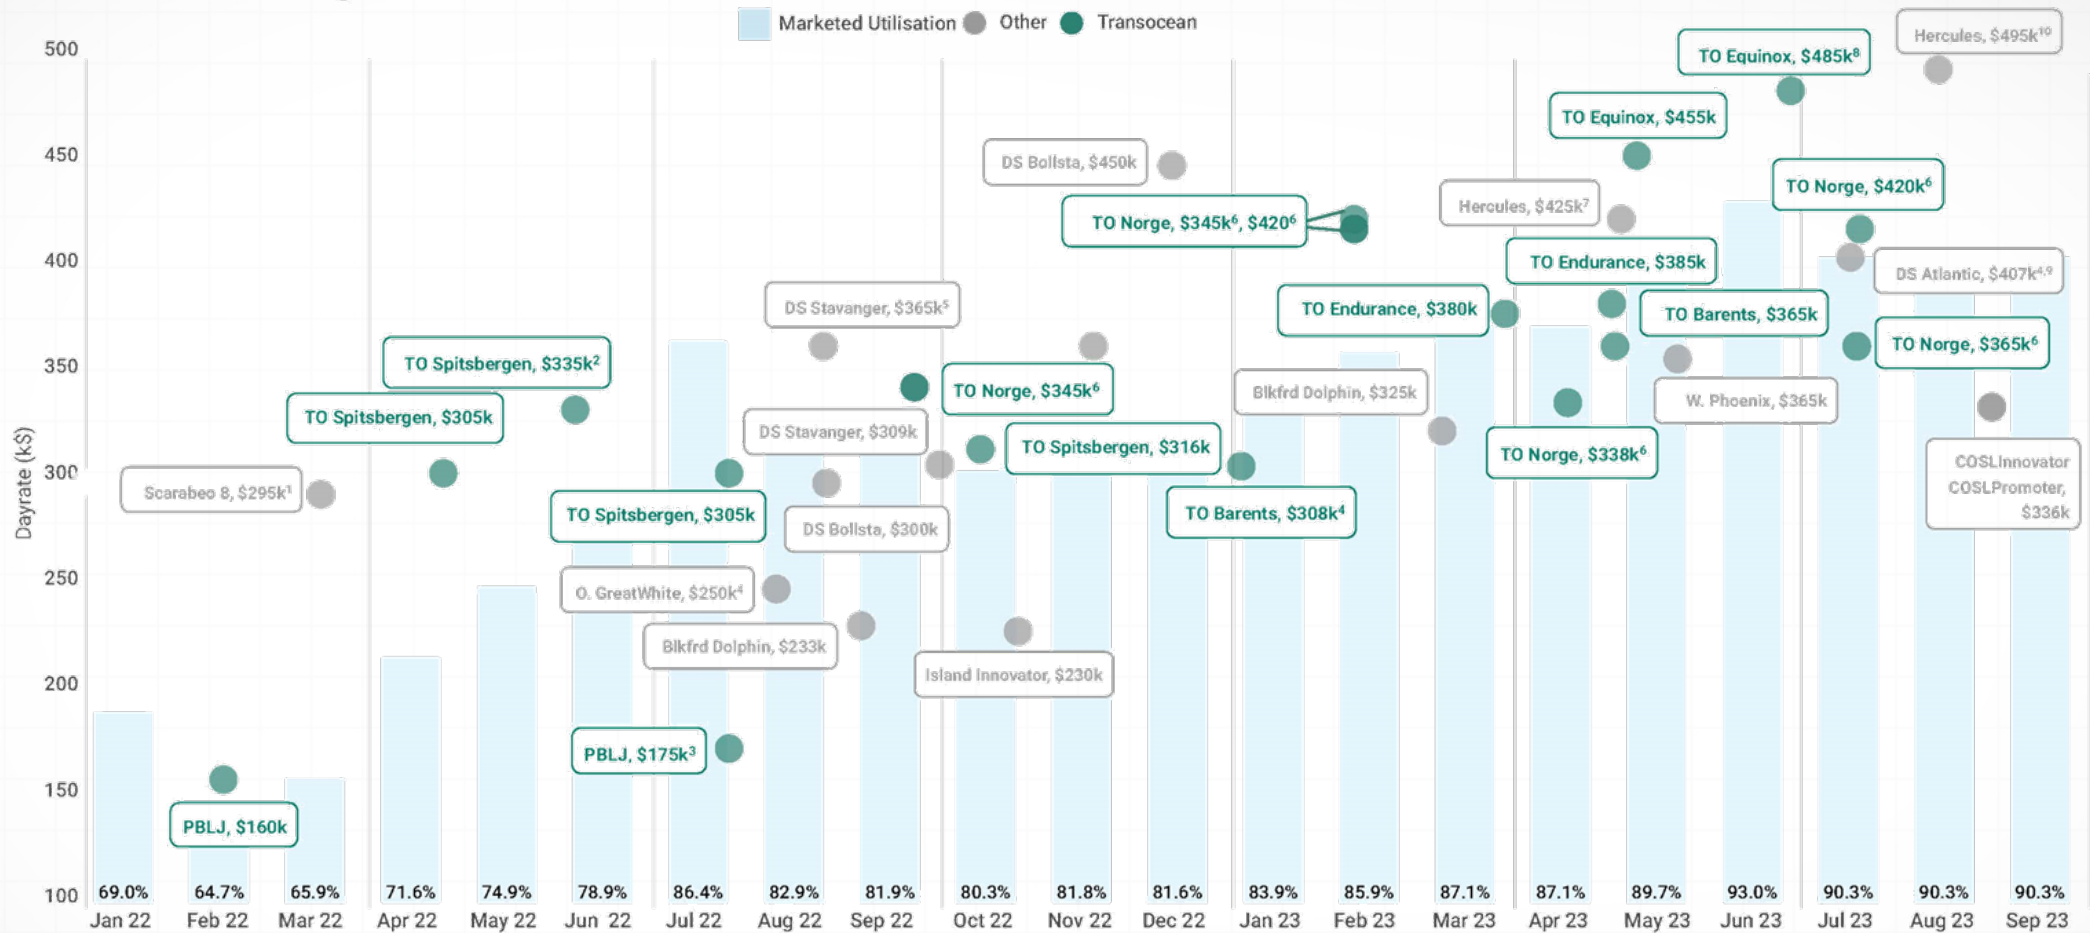 Marketed Utilisation Other Transocean
Hercules, $495k¹⁰
500
TO Equinox, $485k⁸
TO Equinox, $455k
450
DS Bollsta, $450k
TO Norge, $420k⁶
Hercules, $425k⁷
TO Norge, $345k⁶, $420⁶
400
TO Endurance, $385k
DS Atlantic, $407k⁴·⁹
DS Stavanger, $365k⁵
TO Endurance, $380k
TO Barents, $365k
TO Norge, $365k⁶
350
TO Spitsbergen, $335k²
TO Norge, $345k⁶
Blkfrd Dolphin, $325k
W. Phoenix, $365k
TO Spitsbergen, $305k
DS Stavanger, $309k
TO Spitsbergen, $316k
TO Norge, $338k⁶
COSLInnovator
COSLPromoter,
$336k
300
Scarabeo 8, $295k¹
TO Spitsbergen, $305k
DS Bollsta, $300k
TO Barents, $308k⁴
Dayrate (k$)
250
O. GreatWhite, $250k⁴
Blkfrd Dolphin, $233k
Island Innovator, $230k
200
PBLJ, $175k³
150
PBLJ, $160k
100
69.0% 64.7% 65.9% 71.6% 74.9% 78.9% 86.4% 82.9% 81.9% 80.3% 81.8% 81.6% 83.9% 85.9% 87.1% 87.1% 89.7% 93.0% 90.3% 90.3% 90.3%
Jan 22 Feb 22 Mar 22 Apr 22 May 22 Jun 22 Jul 22 Aug 22 Sep 22 Oct 22 Nov 22 Dec 22 Jan 23 Feb 23 Mar 23 Apr 23 May 23 Jun 23 Jul 23 Aug 23 Sep 23